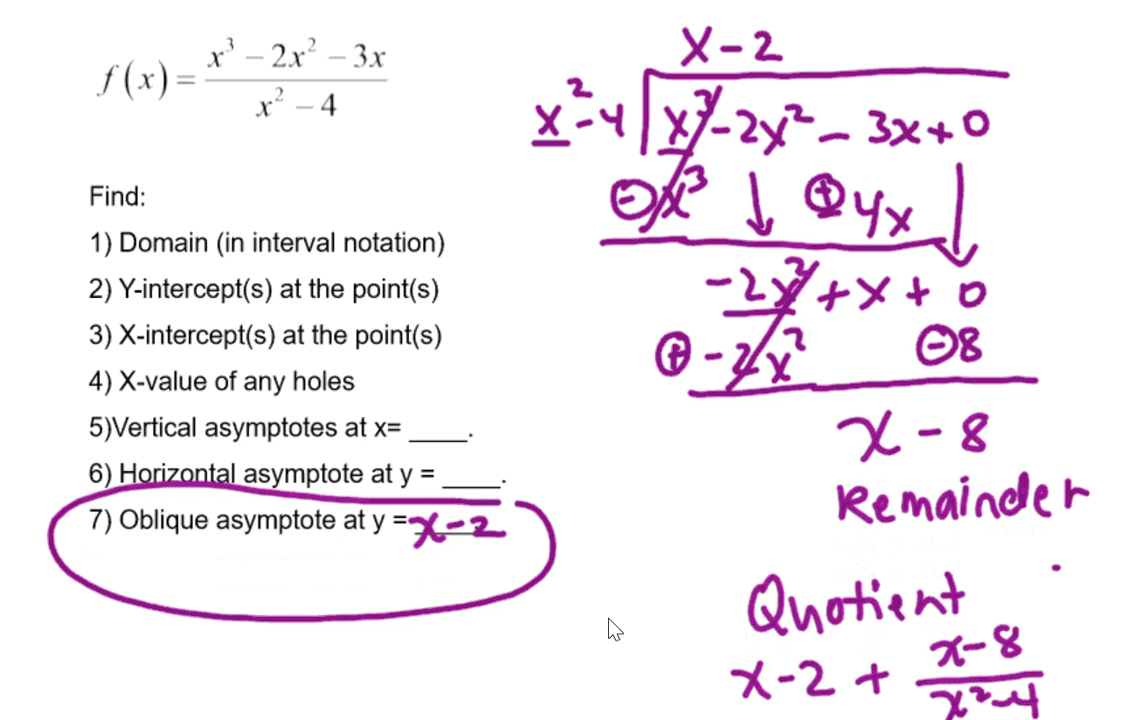 f(x) = (x³ − 2x² − 3x) / (x² − 4)
Find:
1) Domain (in interval notation)
2) Y-intercept(s) at the point(s)
3) X-intercept(s) at the point(s)
4) X-value of any holes
5)Vertical asymptotes at x= ____.
6) Horizontal asymptote at y = ____.
7) Oblique asymptote at y = x-2
x-2
x²-4 x³-2x²-3x+0
⊖x³ ↓ ⊕4x ↓
-2x²+x+0
⊕-2x² ⊖8
x-8
Remainder
Quotient
x-2 + (x-8)/(x²-4)